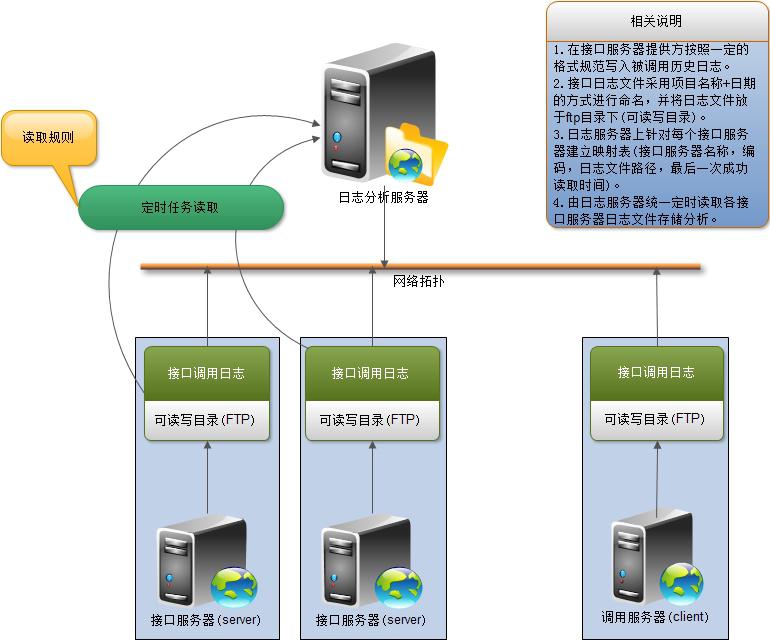 相关说明
1. 在接口服务器提供方按照一定的
格式规范写入被调用历史日志。
2. 接口日志文件采用项目名称+日期
的方式进行命名，并将日志文件放
于ftp目录下(可读写目录)。
3. 日志服务器上针对每个接口服务
器建立映射表(接口服务器名称，编
码，日志文件路径，最后一次成功
读取时间)。
4. 由日志服务器统一定时读取各接
口服务器日志文件存储分析。
读取规则
定时任务读取
日志分析服务器
网络拓扑
接口调用日志
可读写目录(FTP)
接口服务器(server)
接口调用日志
可读写目录(FTP)
接口服务器(server)
接口调用日志
可读写目录(FTP)
调用服务器(client)